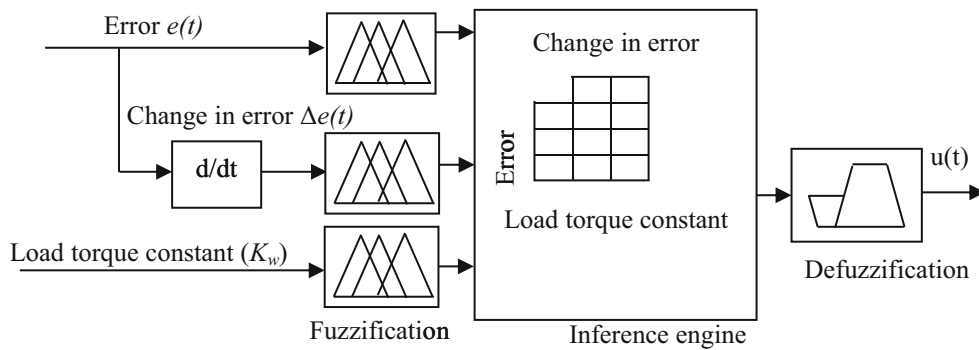 Error e(t)
Change in error Δe(t)
d/dt
Load torque constant (Kw)
Fuzzification
Change in error
Error
Load torque constant
Inference engine
u(t)
Defuzzification